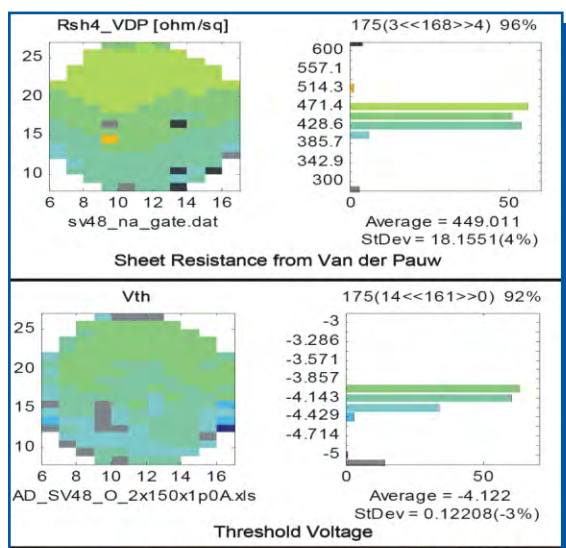 Rsh4_VDP [ohm/sq]
175(3<<168>>4) 96%
25
20
15
10
6 8 10 12 14 16
sv48_na_gate.dat
600
557.1
514.3
471.4
428.6
385.7
342.9
300
0 50
Average = 449.011
StDev = 18.1551(4%)
Sheet Resistance from Van der Pauw
Vth
175(14<<161>>0) 92%
25
20
15
10
6 8 10 12 14 16
AD_SV48_O_2x150x1p0A.xls
-3
-3.286
-3.571
-3.857
-4.143
-4.429
-4.714
-5
0 50
Average = -4.122
StDev = 0.12208(-3%)
Threshold Voltage